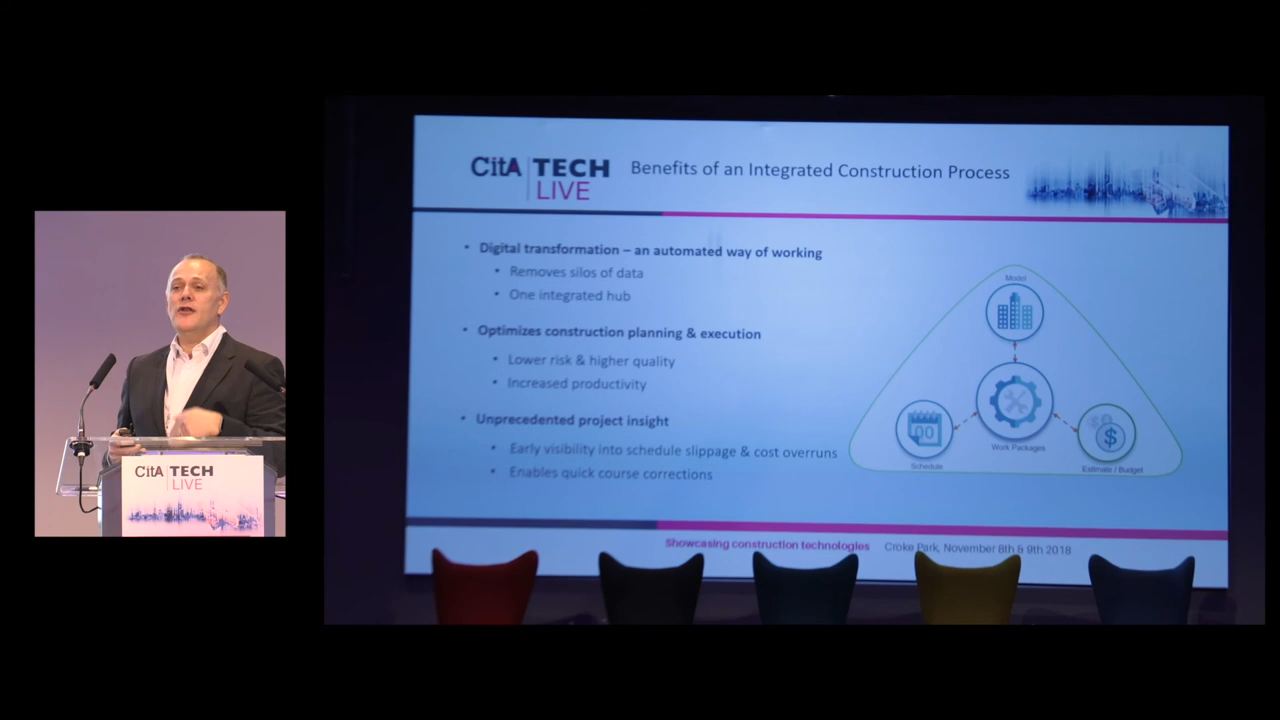 CitA TECH
LIVE
Benefits of an Integrated Construction Process
• Digital transformation – an automated way of working
• Removes silos of data
• One integrated hub
• Optimizes construction planning & execution
• Lower risk & higher quality
• Increased productivity
• Unprecedented project insight
• Early visibility into schedule slippage & cost overruns
• Enables quick course corrections
Model
00
Work Packages
$
$
Schedule
Estimate / Budget
Showcasing construction technologies Croke Park, November 8th & 9th 2018
CitA TECH
LIVE